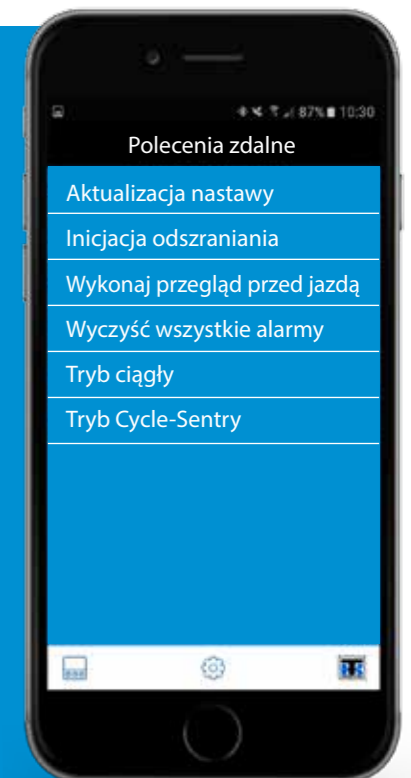 87% 10:30
Polecenia zdalne
Aktualizacja nastawy
Inicjacja odszraniania
Wykonaj przegląd przed jazdą
Wyczyść wszystkie alarmy
Tryb ciągły
Tryb Cycle-Sentry